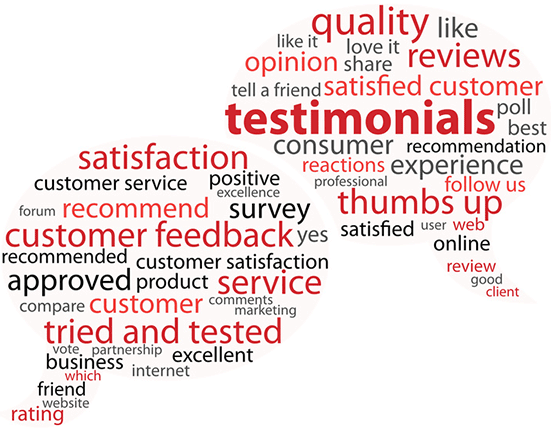 quality like
like it love it reviews
opinion share
tell a friend satisfied customer
testimonials poll
best
consumer recommendation
reactions experience
professional follow us
thumbs up
satisfied user web
online
review
good
client
satisfaction
customer service positive
excellence
forum recommend survey
customer feedback yes
recommended customer satisfaction
approved product service
compare customer comments
marketing
tried and tested
vote partnership excellent
business internet
which
friend
website
rating